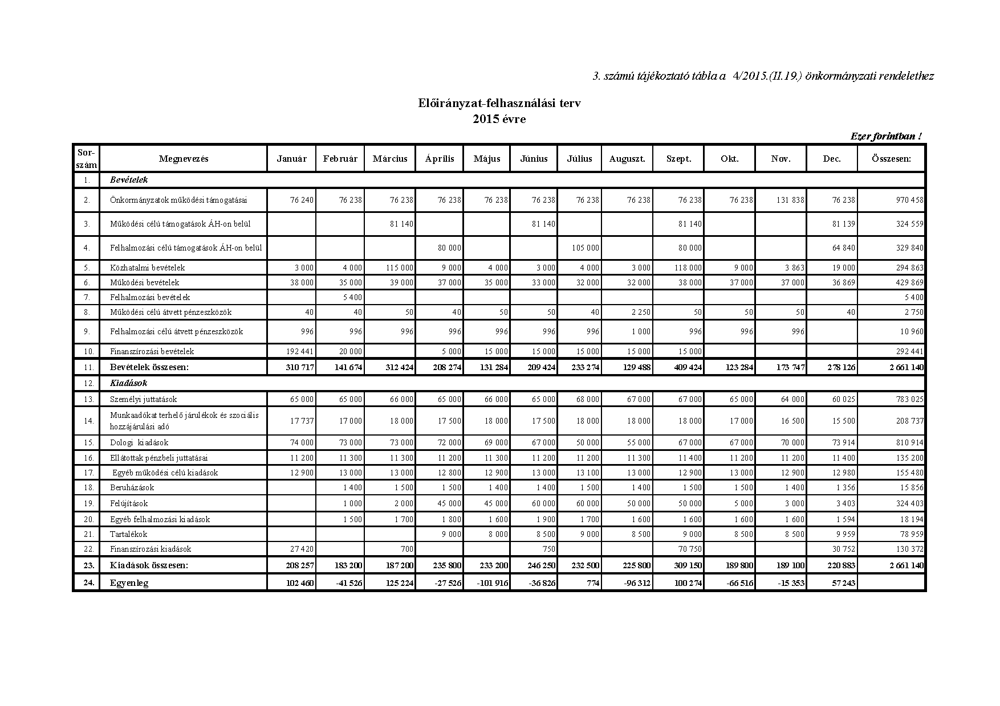 3. számú tájékoztató tábla a 4/2015.(II.19.) önkormányzati rendelethez
Előirányzat-felhasználási terv
2015 évre
Ezer forintban !
Sor-szám Megnevezés Január Február Március Április Május Június Július Auguszt. Szept. Okt. Nov. Dec. Összesen:
1. Bevételek
2. Önkormányzatok működési támogatásai 76 240 76 238 76 238 76 238 76 238 76 238 76 238 76 238 76 238 76 238 131 838 76 238 970 458
3. Működési célú támogatások ÁH-on belül 81 140 81 140 81 140 81 139 324 559
4. Felhalmozási célú támogatások ÁH-on belül 80 000 105 000 80 000 64 840 329 840
5. Közhatalmi bevételek 3 000 4 000 115 000 9 000 4 000 3 000 4 000 3 000 118 000 9 000 3 863 19 000 294 863
6. Működési bevételek 38 000 35 000 39 000 37 000 35 000 33 000 32 000 32 000 38 000 37 000 37 000 36 869 429 869
7. Felhalmozási bevételek 5 400 5 400
8. Működési célú átvett pénzeszközök 40 40 50 40 50 50 40 2 250 50 50 50 40 2 750
9. Felhalmozási célú átvett pénzeszközök 996 996 996 996 996 996 996 1 000 996 996 996 10 960
10. Finanszírozási bevételek 192 441 20 000 5 000 15 000 15 000 15 000 15 000 15 000 292 441
11. Bevételek összesen: 310 717 141 674 312 424 208 274 131 284 209 424 233 274 129 488 409 424 123 284 173 747 278 126 2 661 140
12. Kiadások
13. Személyi juttatások 65 000 65 000 66 000 65 000 66 000 65 000 68 000 67 000 67 000 65 000 64 000 60 025 783 025
14. Munkaadókat terhelő járulékok és szociális hozzájárulási adó 17 737 17 000 18 000 17 500 18 000 17 500 18 000 18 000 18 000 17 000 16 500 15 500 208 737
15. Dologi kiadások 74 000 73 000 73 000 72 000 69 000 67 000 50 000 55 000 67 000 67 000 70 000 73 914 810 914
16. Ellátottak pénzbeli juttatásai 11 200 11 300 11 300 11 200 11 300 11 200 11 200 11 300 11 400 11 200 11 200 11 400 135 200
17. Egyéb működési célú kiadások 12 900 13 000 13 000 12 800 12 900 13 000 13 100 13 000 12 900 13 000 12 900 12 980 155 480
18. Beruházások 1 400 1 500 1 500 1 400 1 400 1 500 1 400 1 500 1 500 1 400 1 356 15 856
19. Felújítások 1 000 2 000 45 000 45 000 60 000 60 000 50 000 50 000 5 000 3 000 3 403 324 403
20. Egyéb felhalmozási kiadások 1 500 1 700 1 800 1 600 1 900 1 700 1 600 1 600 1 600 1 600 1 594 18 194
21. Tartalékok 9 000 8 000 8 500 9 000 8 500 9 000 8 500 8 500 9 959 78 959
22. Finanszírozási kiadások 27 420 700 750 70 750 30 752 130 372
23. Kiadások összesen: 208 257 183 200 187 200 235 800 233 200 246 250 232 500 225 800 309 150 189 800 189 100 220 883 2 661 140
24. Egyenleg 102 460 -41 526 125 224 -27 526 -101 916 -36 826 774 -96 312 100 274 -66 516 -15 353 57 243